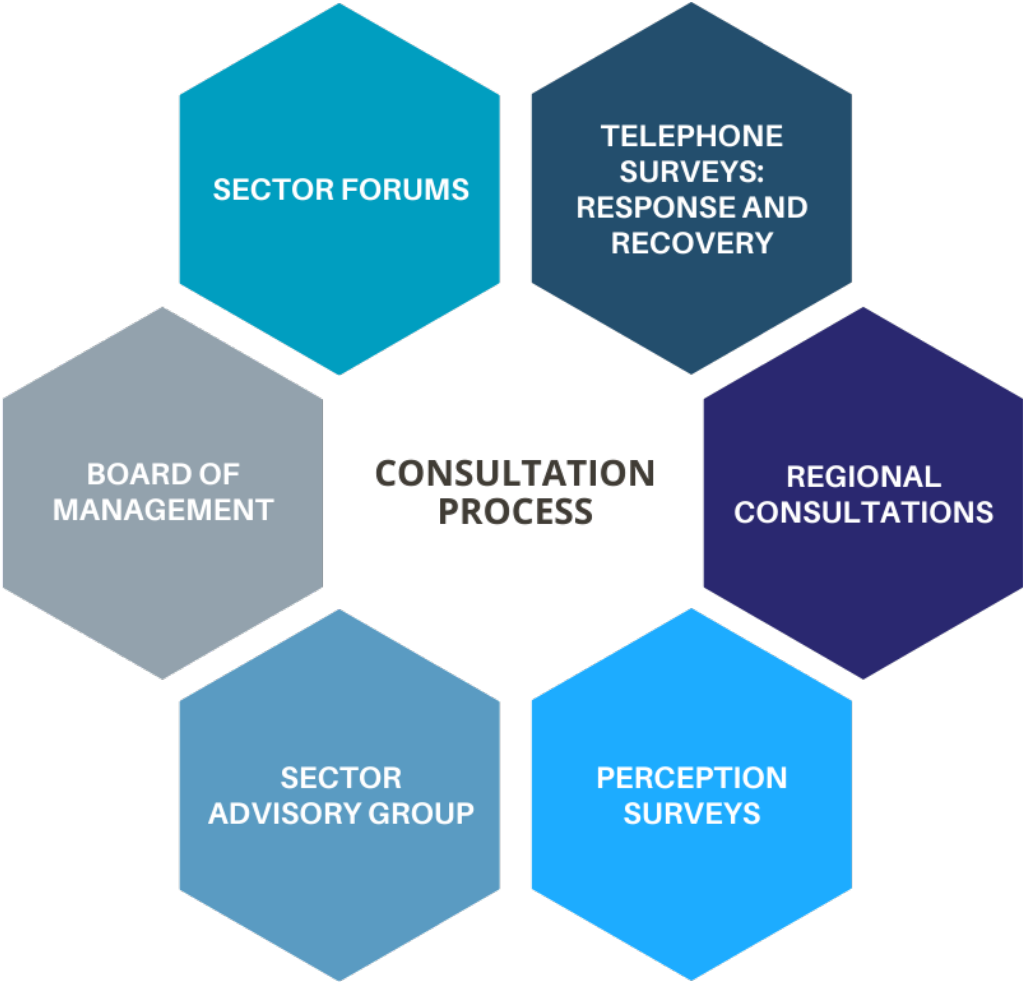 SECTOR FORUMS
TELEPHONE
SURVEYS:
RESPONSE AND
RECOVERY
BOARD OF
MANAGEMENT
CONSULTATION
PROCESS
REGIONAL
CONSULTATIONS
SECTOR
ADVISORY GROUP
PERCEPTION
SURVEYS